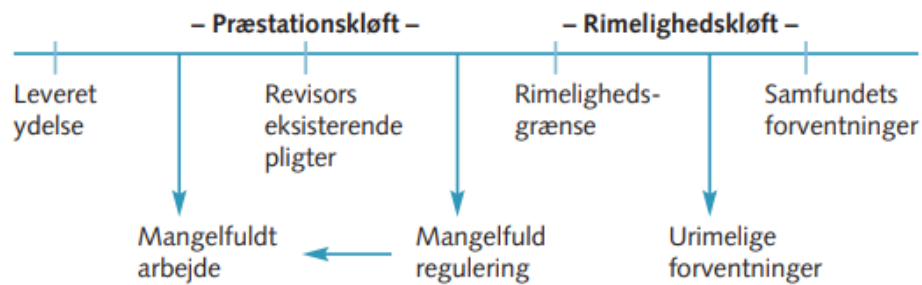 – Præstationskløft –
– Rimelighedskløft –
Leveret
ydelse
Revisors
eksisterende
pligter
Rimeligheds-
grænse
Samfundets
forventninger
Mangelfuldt
arbejde
Mangelfuld
regulering
Urimelige
forventninger